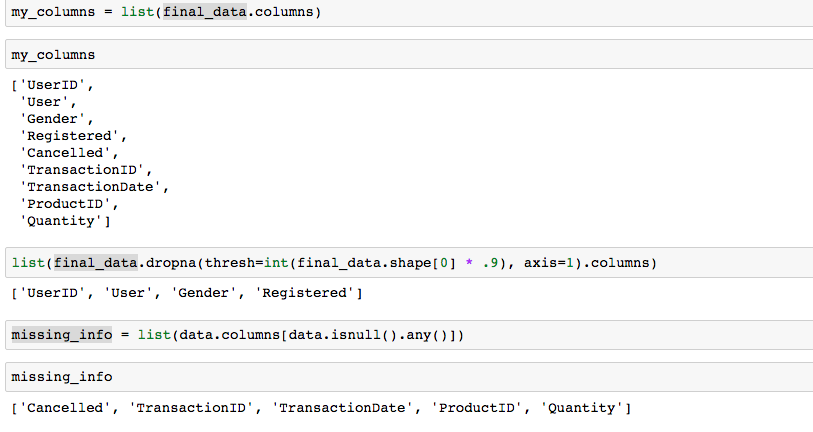 my_columns = list(final_data.columns)
my_columns
['UserID',
 'User',
 'Gender',
 'Registered',
 'Cancelled',
 'TransactionID',
 'TransactionDate',
 'ProductID',
 'Quantity']
list(final_data.dropna(thresh=int(final_data.shape[0] * .9), axis=1).columns)
['UserID', 'User', 'Gender', 'Registered']
missing_info = list(data.columns[data.isnull().any()])
missing_info
['Cancelled', 'TransactionID', 'TransactionDate', 'ProductID', 'Quantity']